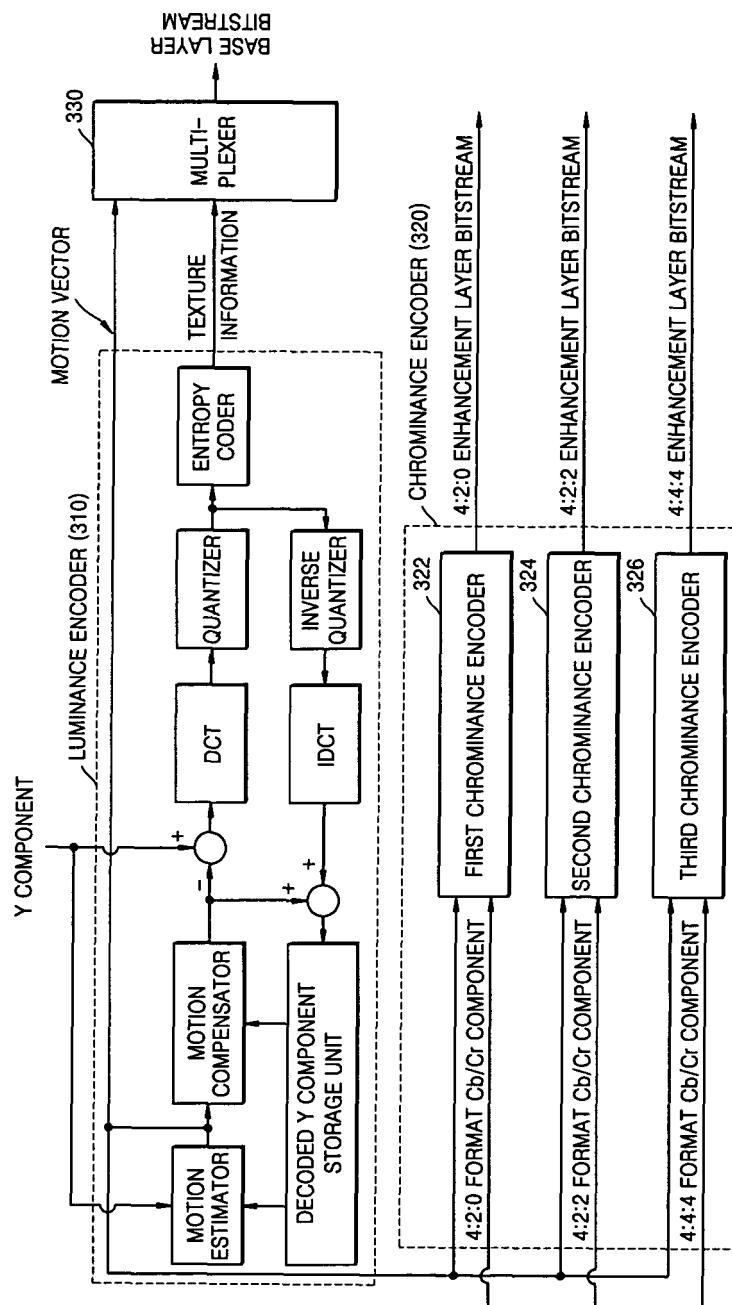 Y COMPONENT
LUMINANCE ENCODER (310)
MOTION VECTOR
330
MOTION
ESTIMATOR
MOTION
COMPENSATOR
DCT
QUANTIZER
ENTROPY
CODER
TEXTURE
INFORMATION
MULTI-
PLEXER
BASE LAYER
BITSTREAM
-
+
+
+
DECODED Y COMPONENT
STORAGE UNIT
IDCT
INVERSE
QUANTIZER
CHROMINANCE ENCODER (320)
4:2:0 FORMAT Cb/Cr COMPONENT
322
FIRST CHROMINANCE ENCODER
4:2:0 ENHANCEMENT LAYER BITSTREAM
4:2:2 FORMAT Cb/Cr COMPONENT
324
SECOND CHROMINANCE ENCODER
4:2:2 ENHANCEMENT LAYER BITSTREAM
4:4:4 FORMAT Cb/Cr COMPONENT
326
THIRD CHROMINANCE ENCODER
4:4:4 ENHANCEMENT LAYER BITSTREAM